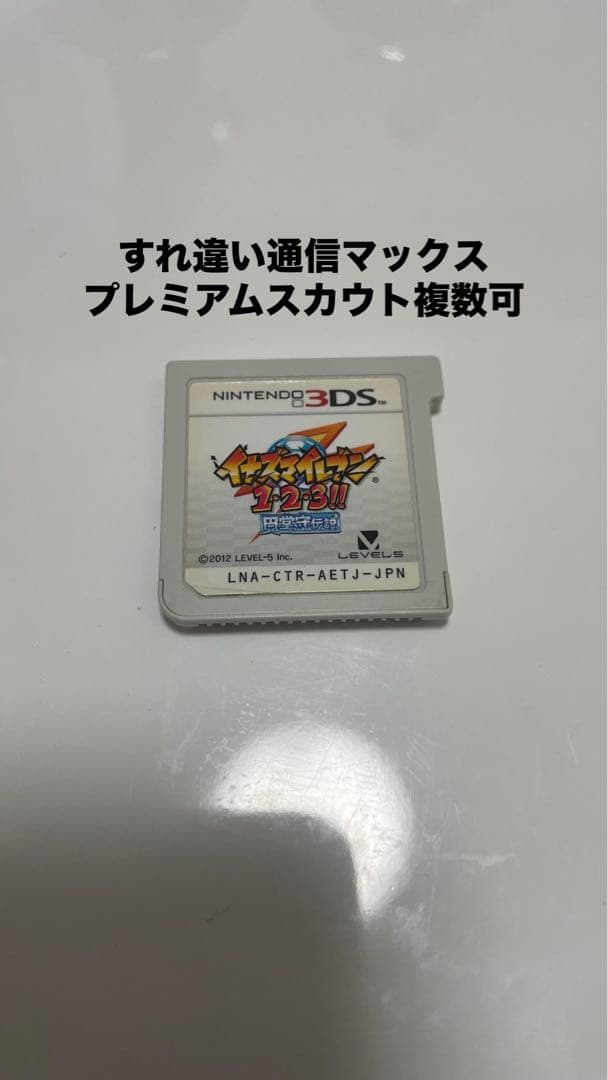 すれ違い通信マックス
プレミアムスカウト複数可
NINTENDO 3DS™
イナズマイレブン®
1・2・3!!
円堂守伝説
©2012 LEVEL-5 Inc.
LEVEL5
LNA-CTR-AETJ-JPN